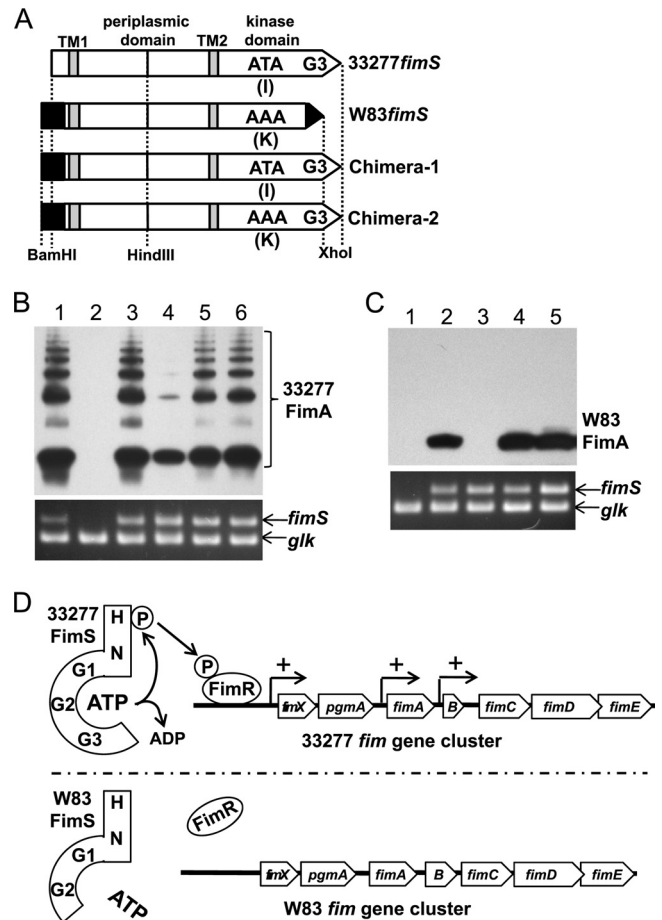 A
periplasmic domain
kinase domain
TM1
TM2
ATA
G3
(I)
33277fimS
AAA
(K)
W83fimS
ATA
G3
(I)
Chimera-1
AAA
G3
(K)
Chimera-2
BamHI
HindIII
XhoI
B
1 2 3 4 5 6
33277
FimA
fimS
glk
C
1 2 3 4 5
W83
FimA
fimS
glk
D
33277
FimS
H
P
N
G1
G2
G3
ATP
ADP
P
FimR
+ + +
fimX pgmA fimA B fimC fimD fimE
33277 fim gene cluster
W83
FimS
H
N
G1
G2
ATP
FimR
fimX pgmA fimA B fimC fimD fimE
W83 fim gene cluster